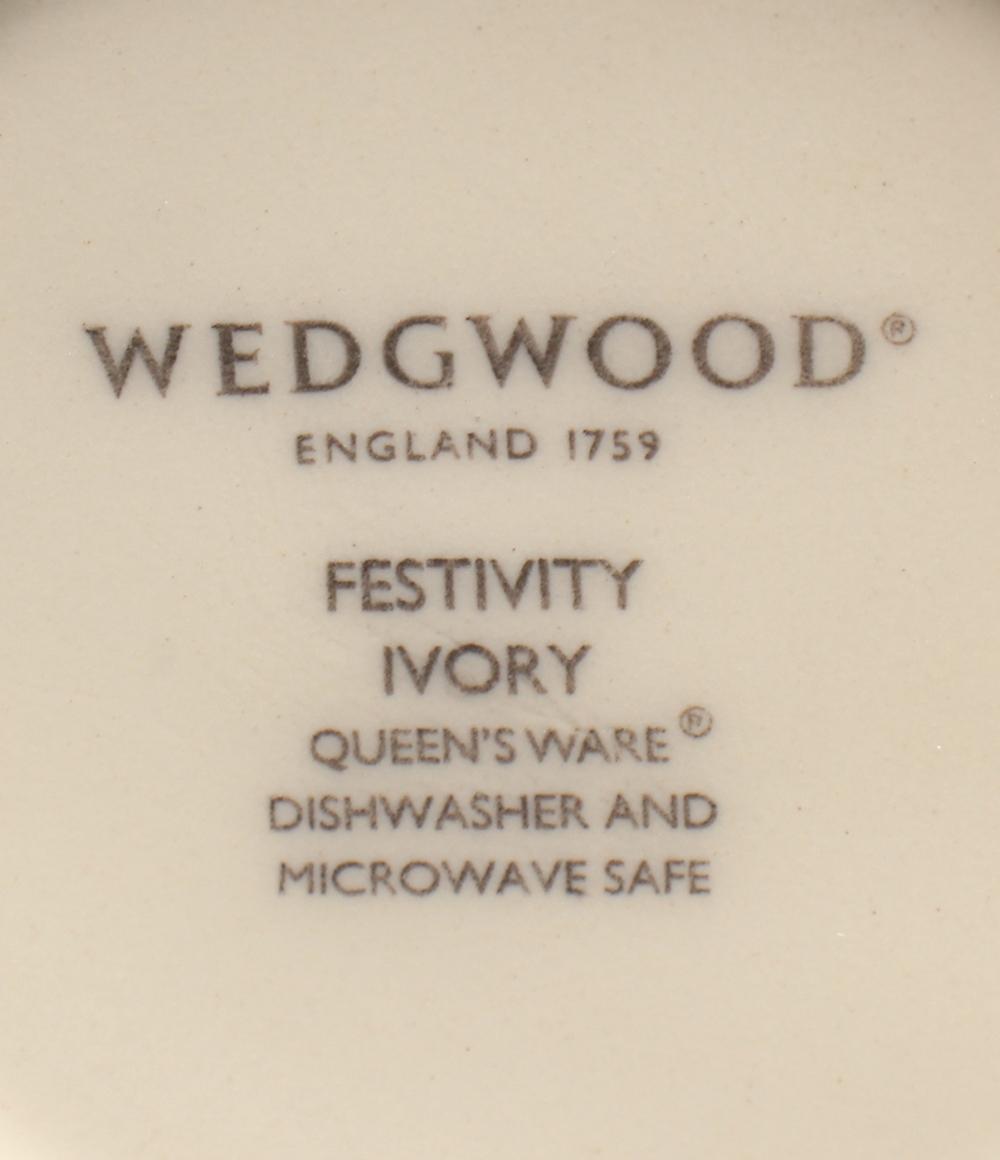 WEDGWOOD®
ENGLAND 1759
FESTIVITY
IVORY
QUEEN'S WARE®
DISHWASHER AND
MICROWAVE SAFE